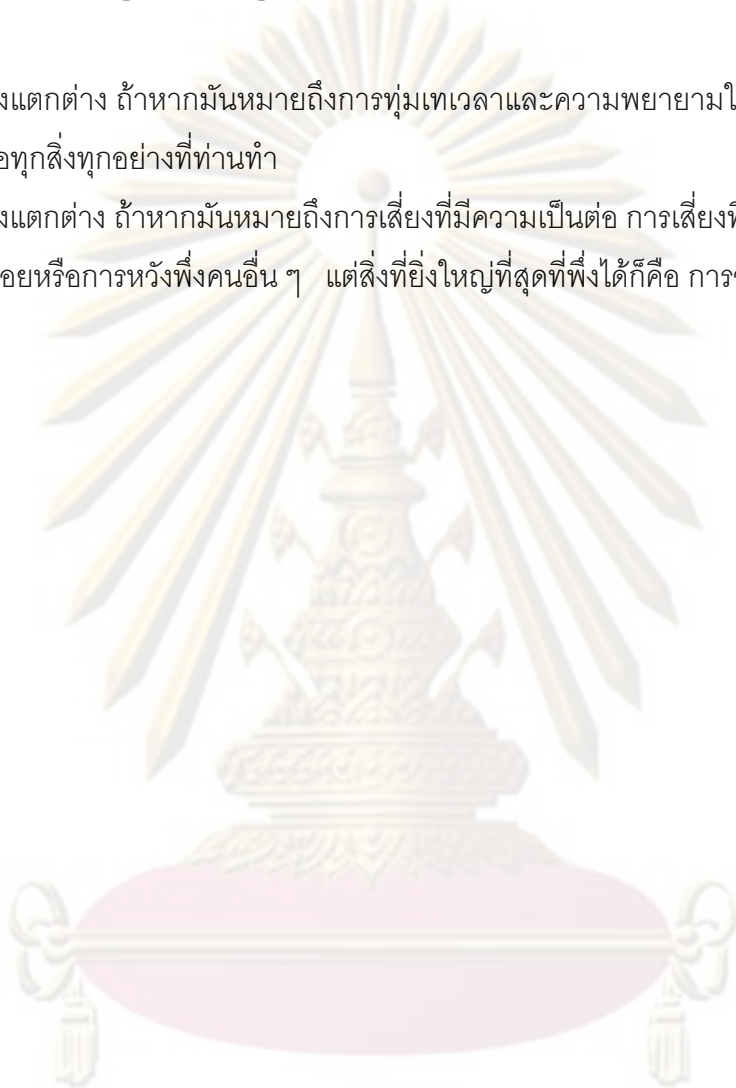 งแตกต่าง ถ้าหากมันหมายถึงการทุ่มเทเวลาและความพยายามใ
อทุกสิ่งทุกอย่างที่ท่านทำ
งแตกต่าง ถ้าหากมันหมายถึงการเสี่ยงที่มีความเป็นต่อ การเสี่ยงที
อยหรือการหวังพึ่งคนอื่น ๆ แต่สิ่งที่ยิ่งใหญ่ที่สุดที่พึ่งได้ก็คือ การ